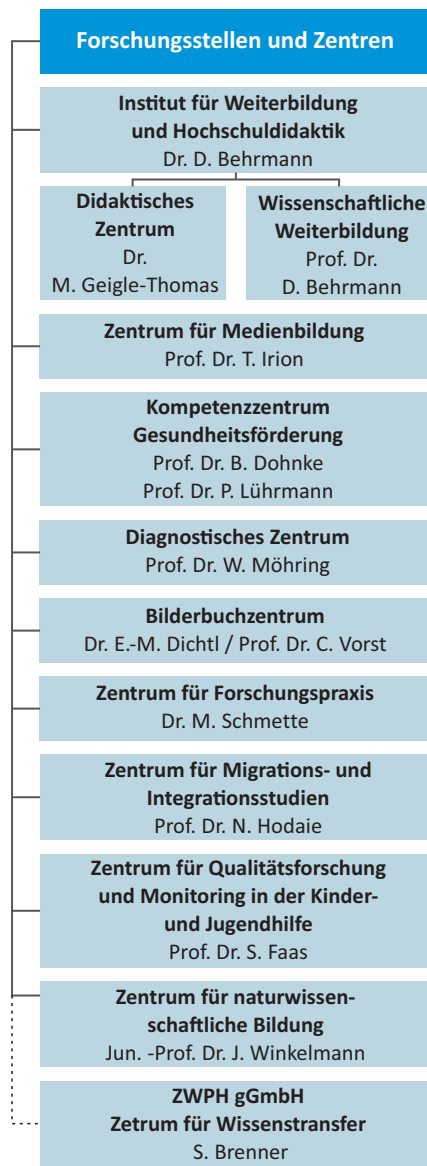 Forschungsstellen und Zentren
Institut für Weiterbildung
und Hochschuldidaktik
Dr. D. Behrmann
Didaktisches
Zentrum
Dr.
M. Geigle-Thomas
Wissenschaftliche
Weiterbildung
Prof. Dr.
D. Behrmann
Zentrum für Medienbildung
Prof. Dr. T. Irion
Kompetenzzentrum
Gesundheitsförderung
Prof. Dr. B. Dohnke
Prof. Dr. P. Lührmann
Diagnostisches Zentrum
Prof. Dr. W. Möhring
Bilderbuchzentrum
Dr. E.-M. Dichtl / Prof. Dr. C. Vorst
Zentrum für Forschungspraxis
Dr. M. Schmette
Zentrum für Migrations- und
Integrationsstudien
Prof. Dr. N. Hodaie
Zentrum für Qualitätsforschung
und Monitoring in der Kinder-
und Jugendhilfe
Prof. Dr. S. Faas
Zentrum für naturwissen-
schaftliche Bildung
Jun. -Prof. Dr. J. Winkelmann
ZWPH gGmbH
Zetrum für Wissenstransfer
S. Brenner